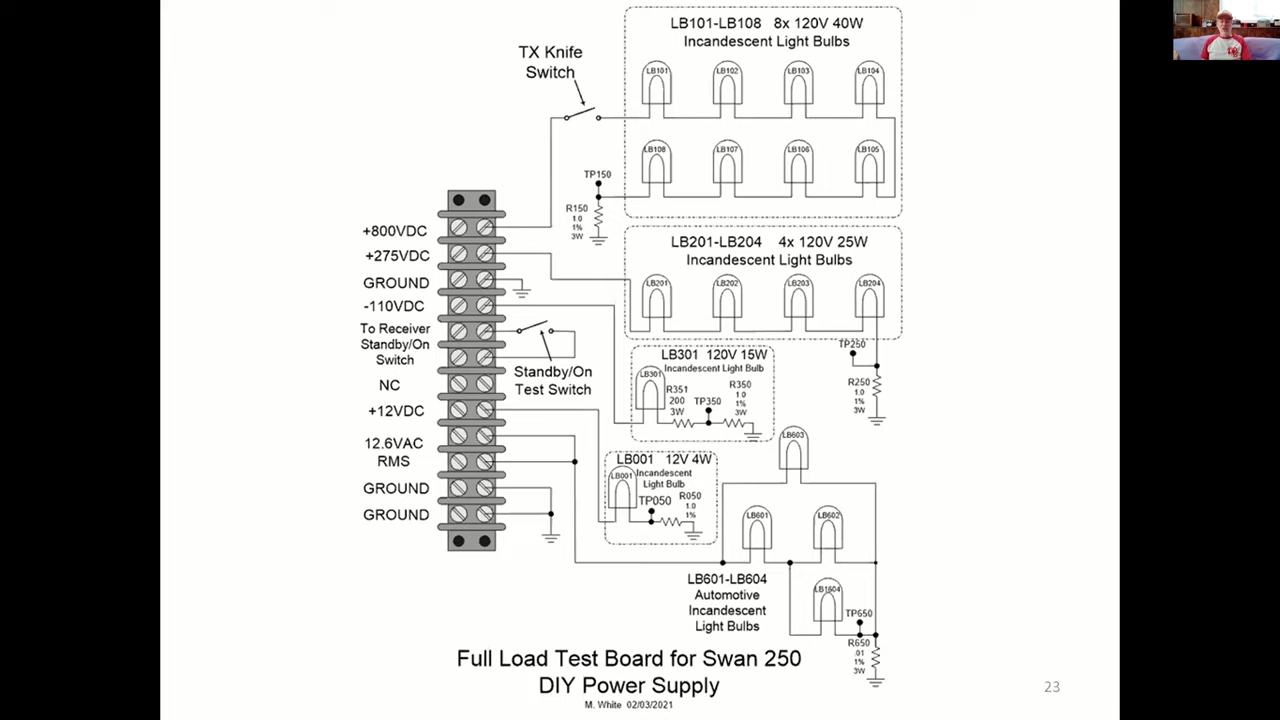 LB101-LB108 8x 120V 40W
Incandescent Light Bulbs
TX Knife
Switch
LB101
LB102
LB103
LB104
LB108
LB107
LB106
LB105
TP150
R150
1.0
1%
3W
+800VDC
+275VDC
GROUND
-110VDC
To Receiver
Standby/On
Switch
NC
+12VDC
12.6VAC
RMS
GROUND
GROUND
LB201-LB204 4x 120V 25W
Incandescent Light Bulbs
LB201
LB202
LB203
LB204
TP250
R250
1.0
1%
3W
Standby/On
Test Switch
LB301 120V 15W
Incandescent Light Bulb
LB301
R351
200
3W
TP350
R350
1.0
1%
3W
LB001 12V 4W
Incandescent
Light Bulb
LB001
TP050
R050
1.0
1%
LB603
LB601
LB602
LB1604
TP650
R650
.01
1%
3W
LB601-LB604
Automotive
Incandescent
Light Bulbs
Full Load Test Board for Swan 250
DIY Power Supply
M. White 02/03/2021
23